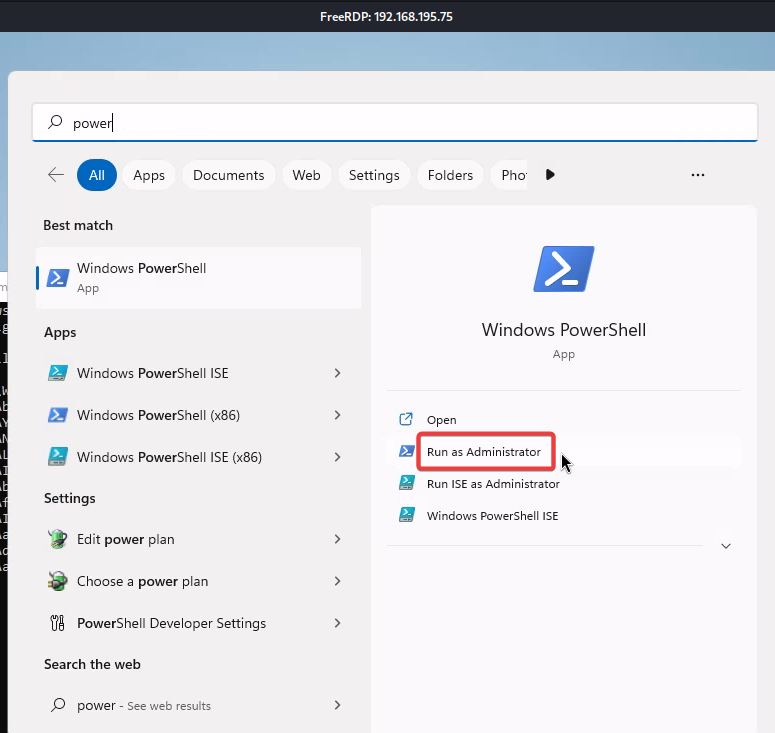 FreeRDP: 192.168.195.75
power
All Apps Documents Web Settings Folders Pho
Best match
Windows PowerShell
App
Apps
Windows PowerShell ISE
Windows PowerShell (x86)
Windows PowerShell ISE (x86)
Settings
Edit power plan
Choose a power plan
PowerShell Developer Settings
Search the web
power - See web results
Windows PowerShell
App
Open
Run as Administrator
Run ISE as Administrator
Windows PowerShell ISE